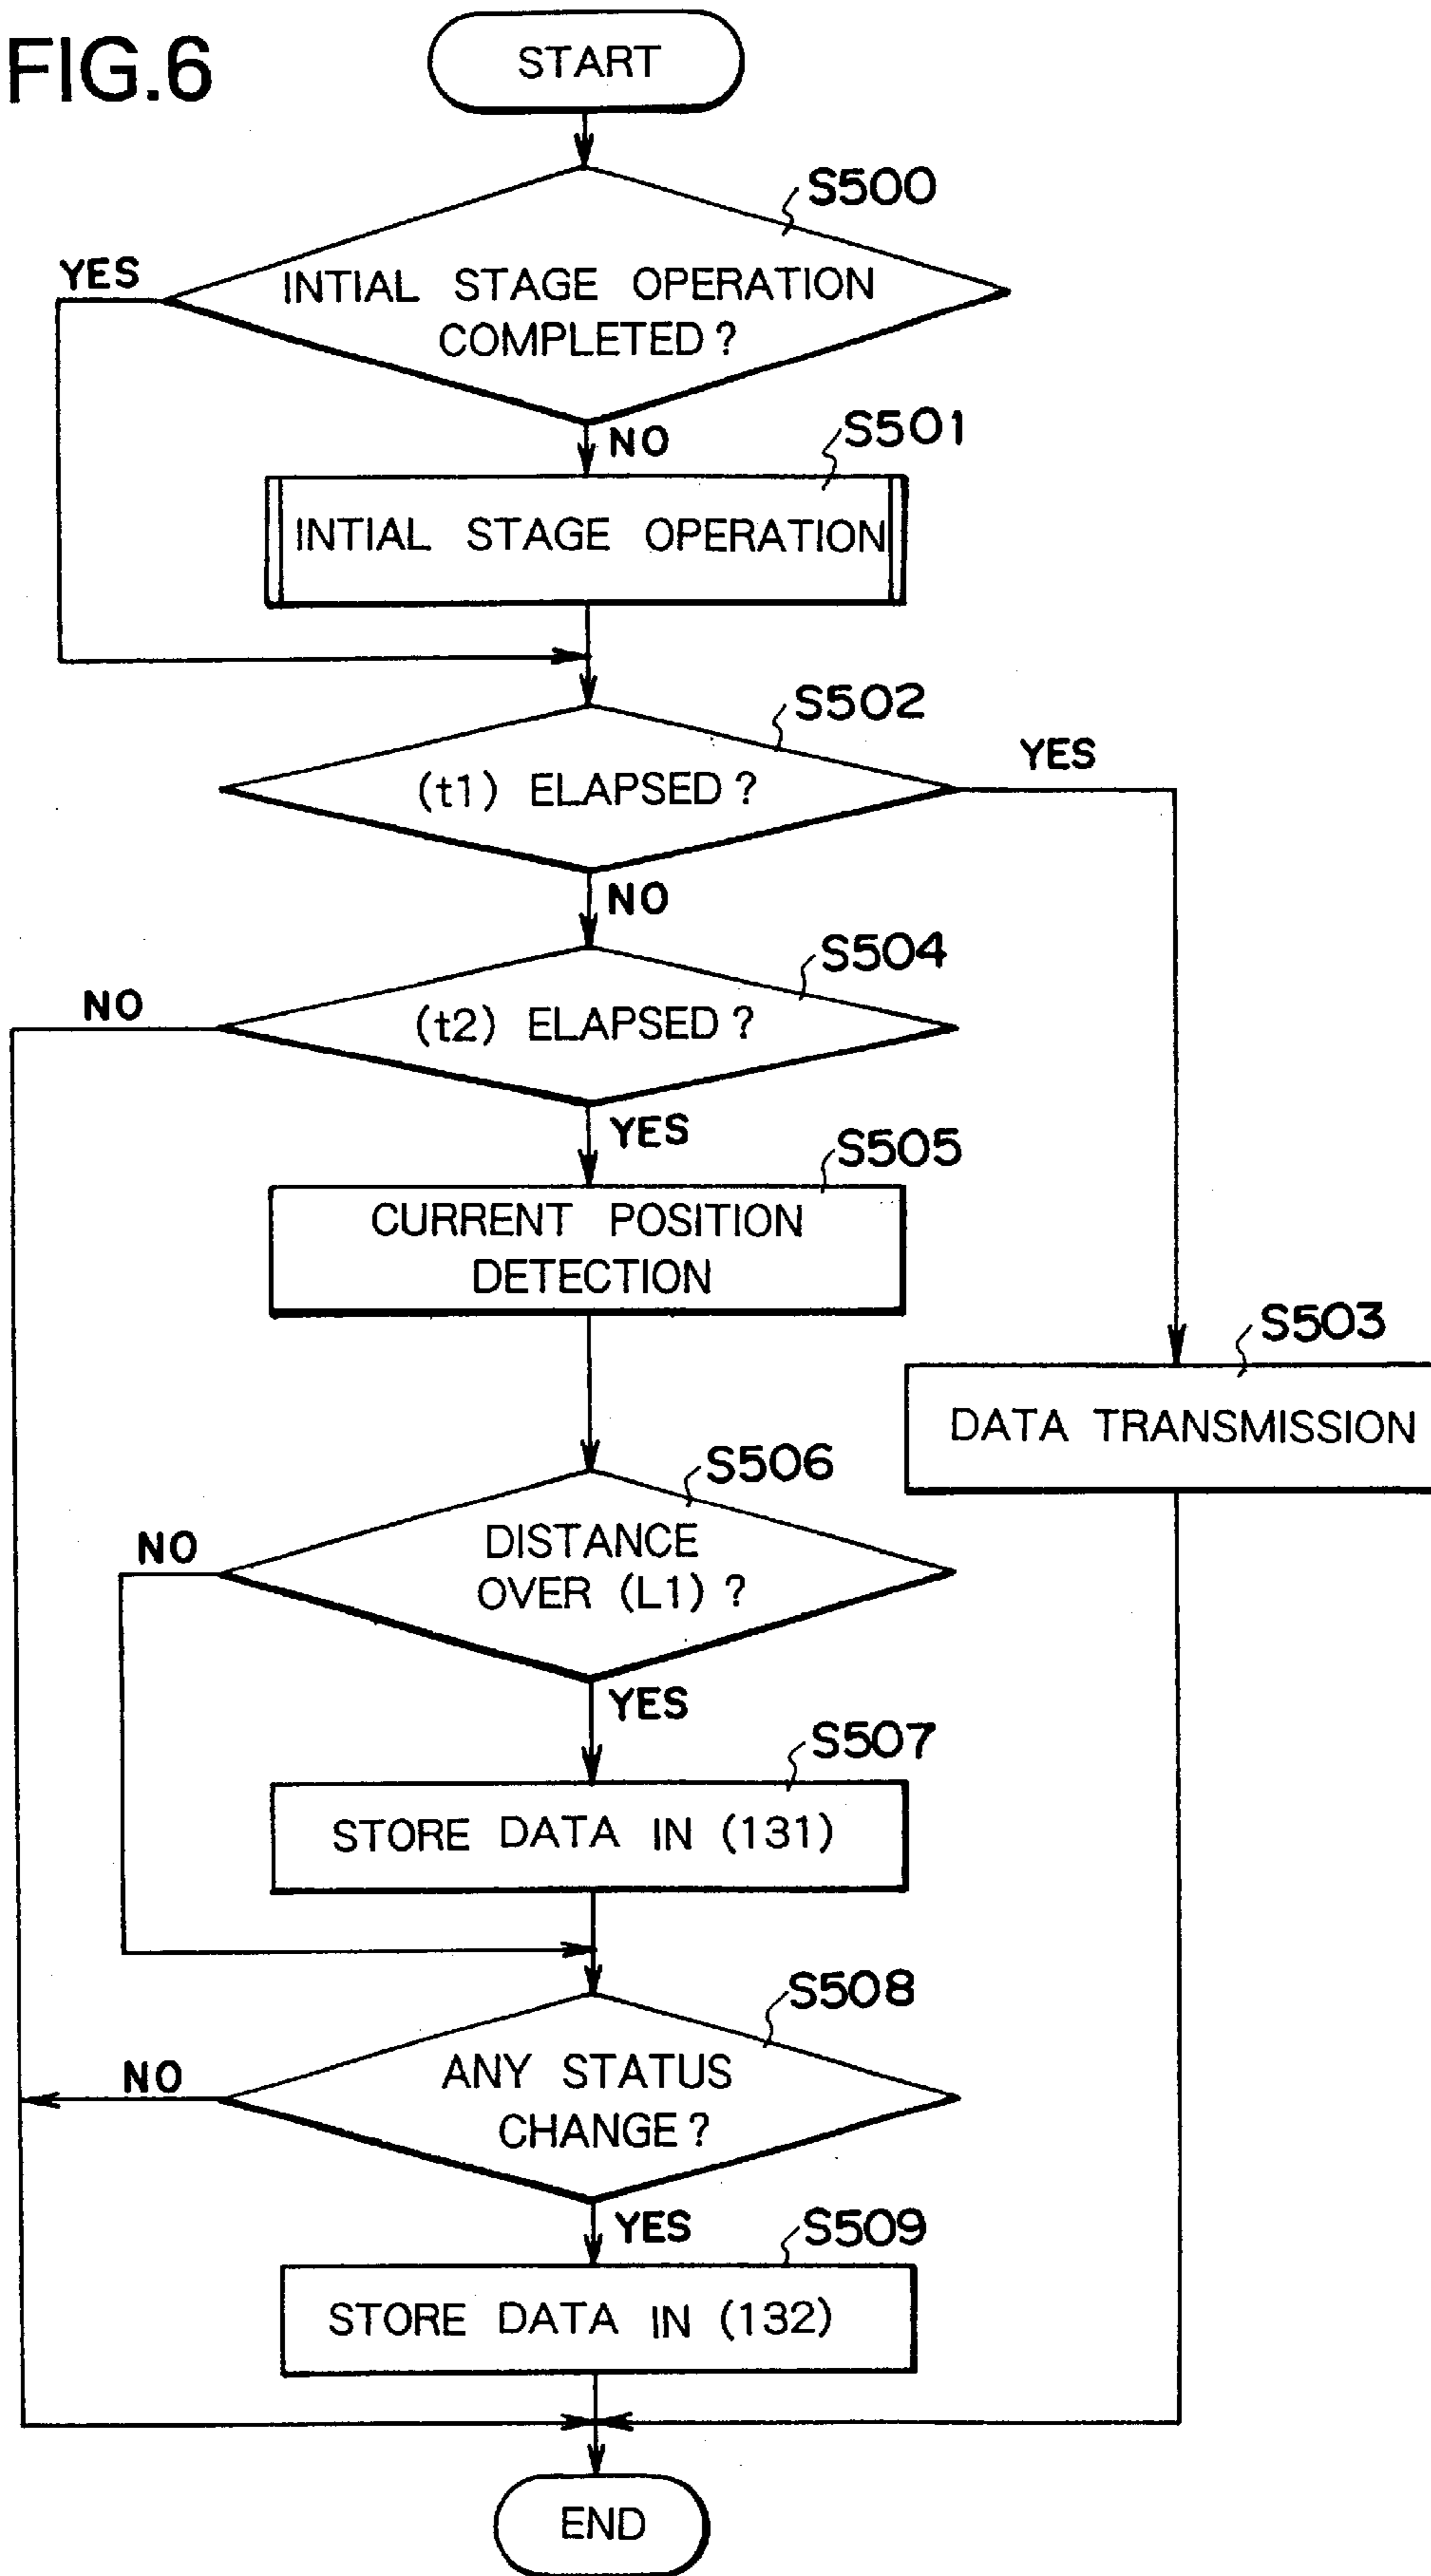 FIG.6
START
S500
YES
INTIAL STAGE OPERATION
COMPLETED?
NO
S501
INTIAL STAGE OPERATION
S502
YES
(t1) ELAPSED?
NO
S504
NO
(t2) ELAPSED?
YES
S505
CURRENT POSITION
DETECTION
S503
DATA TRANSMISSION
S506
NO
DISTANCE
OVER (L1)?
YES
S507
STORE DATA IN (131)
S508
NO
ANY STATUS
CHANGE?
YES
S509
STORE DATA IN (132)
END